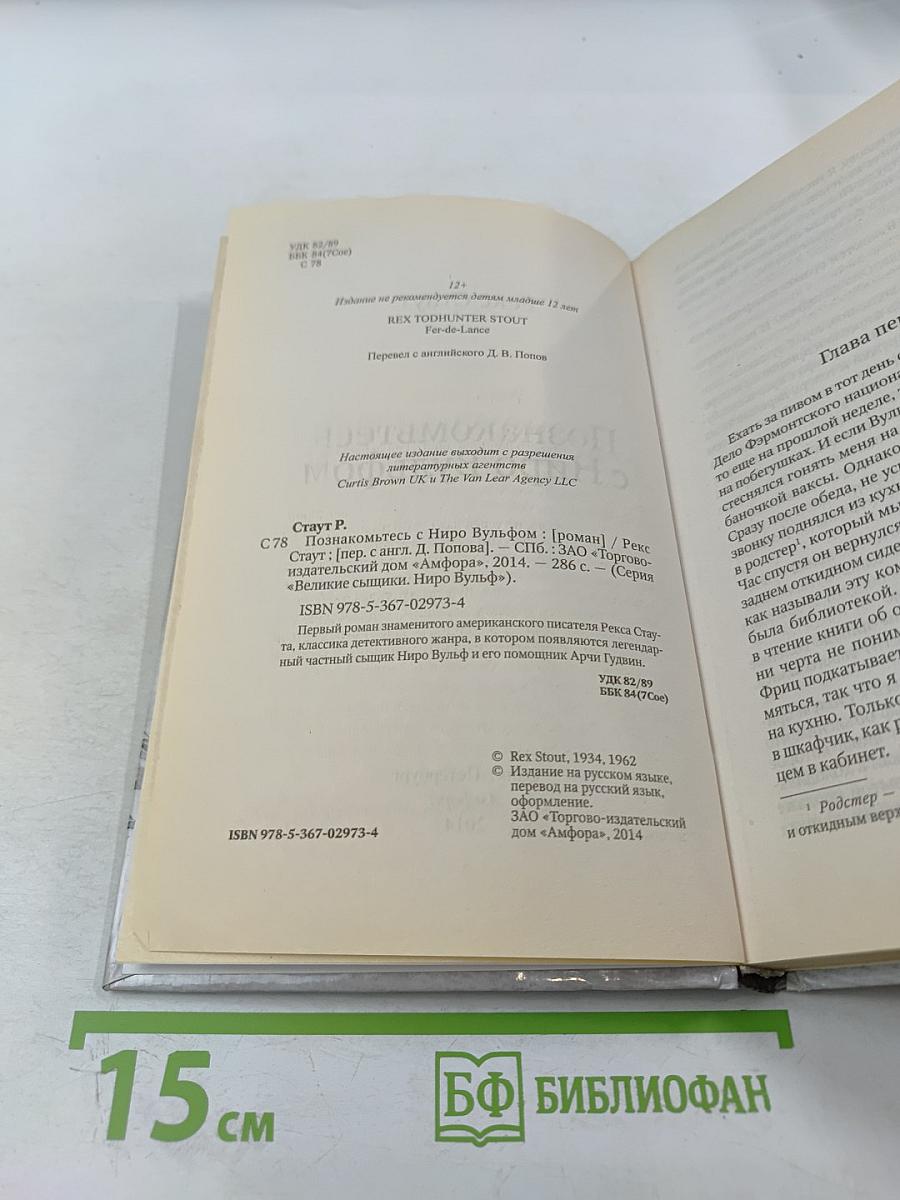 УДК 82/89
ББК 84(7Сое)
С 78
12+
Издание не рекомендуется детям младше 12 лет
REX TODHUNTER STOUT
Fer-de-Lance
Перевел с английского Д. В. Попов
Настоящее издание выходит с разрешения
литературных агентств
Curtis Brown UK и The Van Lear Agency LLC
Стаут Р.
С 78 Познакомьтесь с Ниро Вульфом : [роман] / Рекс
Стаут ; [пер. с англ. Д. Попова]. — СПб. : ЗАО «Торгово-
издательский дом «Амфора», 2014. — 286 с. — (Серия
«Великие сыщики. Ниро Вульф»).
ISBN 978-5-367-02973-4
Первый роман знаменитого американского писателя Рекса Стау-
та, классика детективного жанра, в котором появляются легендар-
ный частный сыщик Ниро Вульф и его помощник Арчи Гудвин.
УДК 82/89
ББК 84(7Сое)
© Rex Stout, 1934, 1962
© Издание на русском языке,
перевод на русский язык,
оформление.
ЗАО «Торгово-издательский
дом «Амфора», 2014
ISBN 978-5-367-02973-4
Глава пер
Ехать за пивом в тот день
Дело Фэрмонтского национа
то еще на прошлой неделе,
на побегушках. И если Вуль
стеснялся гонять меня на
баночкой ваксы. Однако
Сразу после обеда, не ус
звонку поднялся из кух
в родстер¹, который мы
Час спустя он вернулся
заднем откидном сиде
как называли эту ком
была библиотекой.
в чтение книги об о
ни черта не поним
Фриц подкатывает
мяться, так что я
на кухню. Только
в шкафчик, как р
цем в кабинет.
¹ Родстер —
и откидным верх
15 см
БФ БИБЛИОФАН